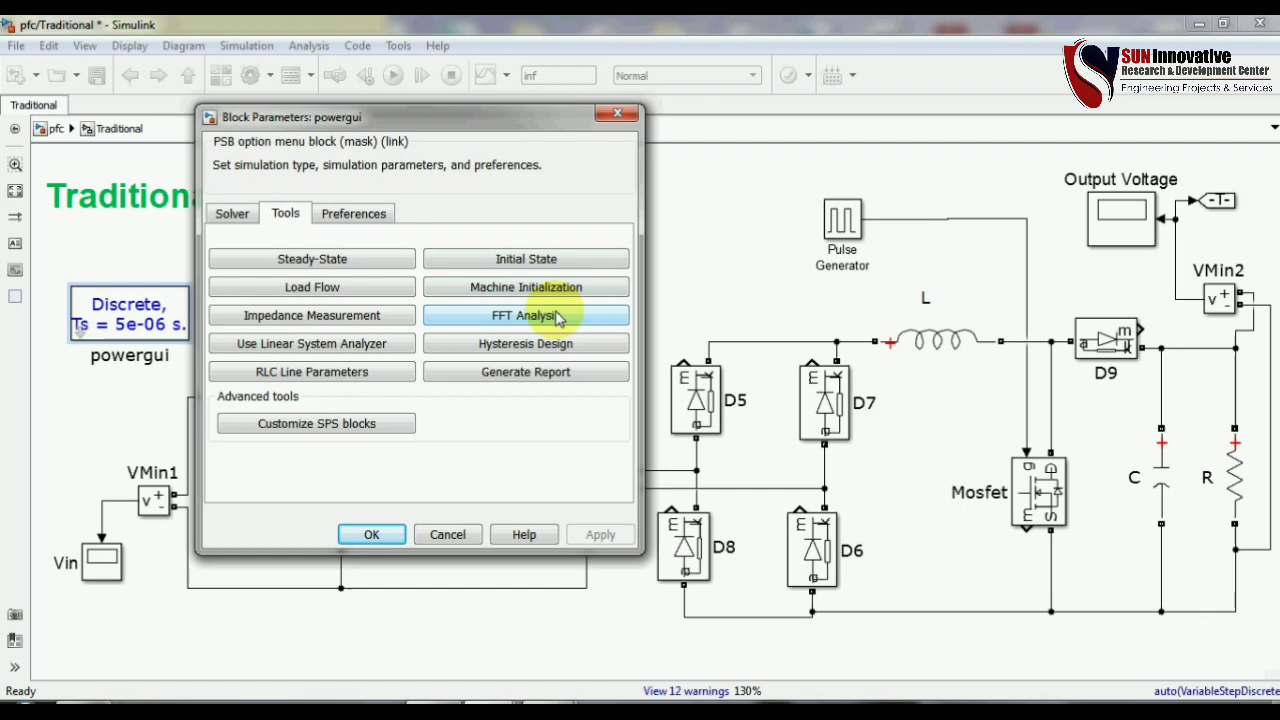 pfc/Traditional * - Simulink
File Edit View Display Diagram Simulation Analysis Code Tools Help
inf
Normal
SUN Innovative
Research & Development Center
Engineering Projects & Services
Traditional
pfc Traditional
Block Parameters: powergui
PSB option menu block (mask) (link)
Set simulation type, simulation parameters, and preferences.
Solver Tools Preferences
Steady-State Initial State
Load Flow Machine Initialization
Impedance Measurement FFT Analysis
Use Linear System Analyzer Hysteresis Design
RLC Line Parameters Generate Report
Advanced tools
Customize SPS blocks
OK Cancel Help Apply
Traditiona
Discrete,
Ts = 5e-06 s.
powergui
VMin1
v + -
Vin
Pulse
Generator
Output Voltage
-T-
VMin2
v + -
L
+
m k a
D9
m k a
D5
m k a
D7
m k a
D8
m k a
D6
Mosfet
g D m S
C
+
R
+
Ready
View 12 warnings 130%
auto(VariableStepDiscrete